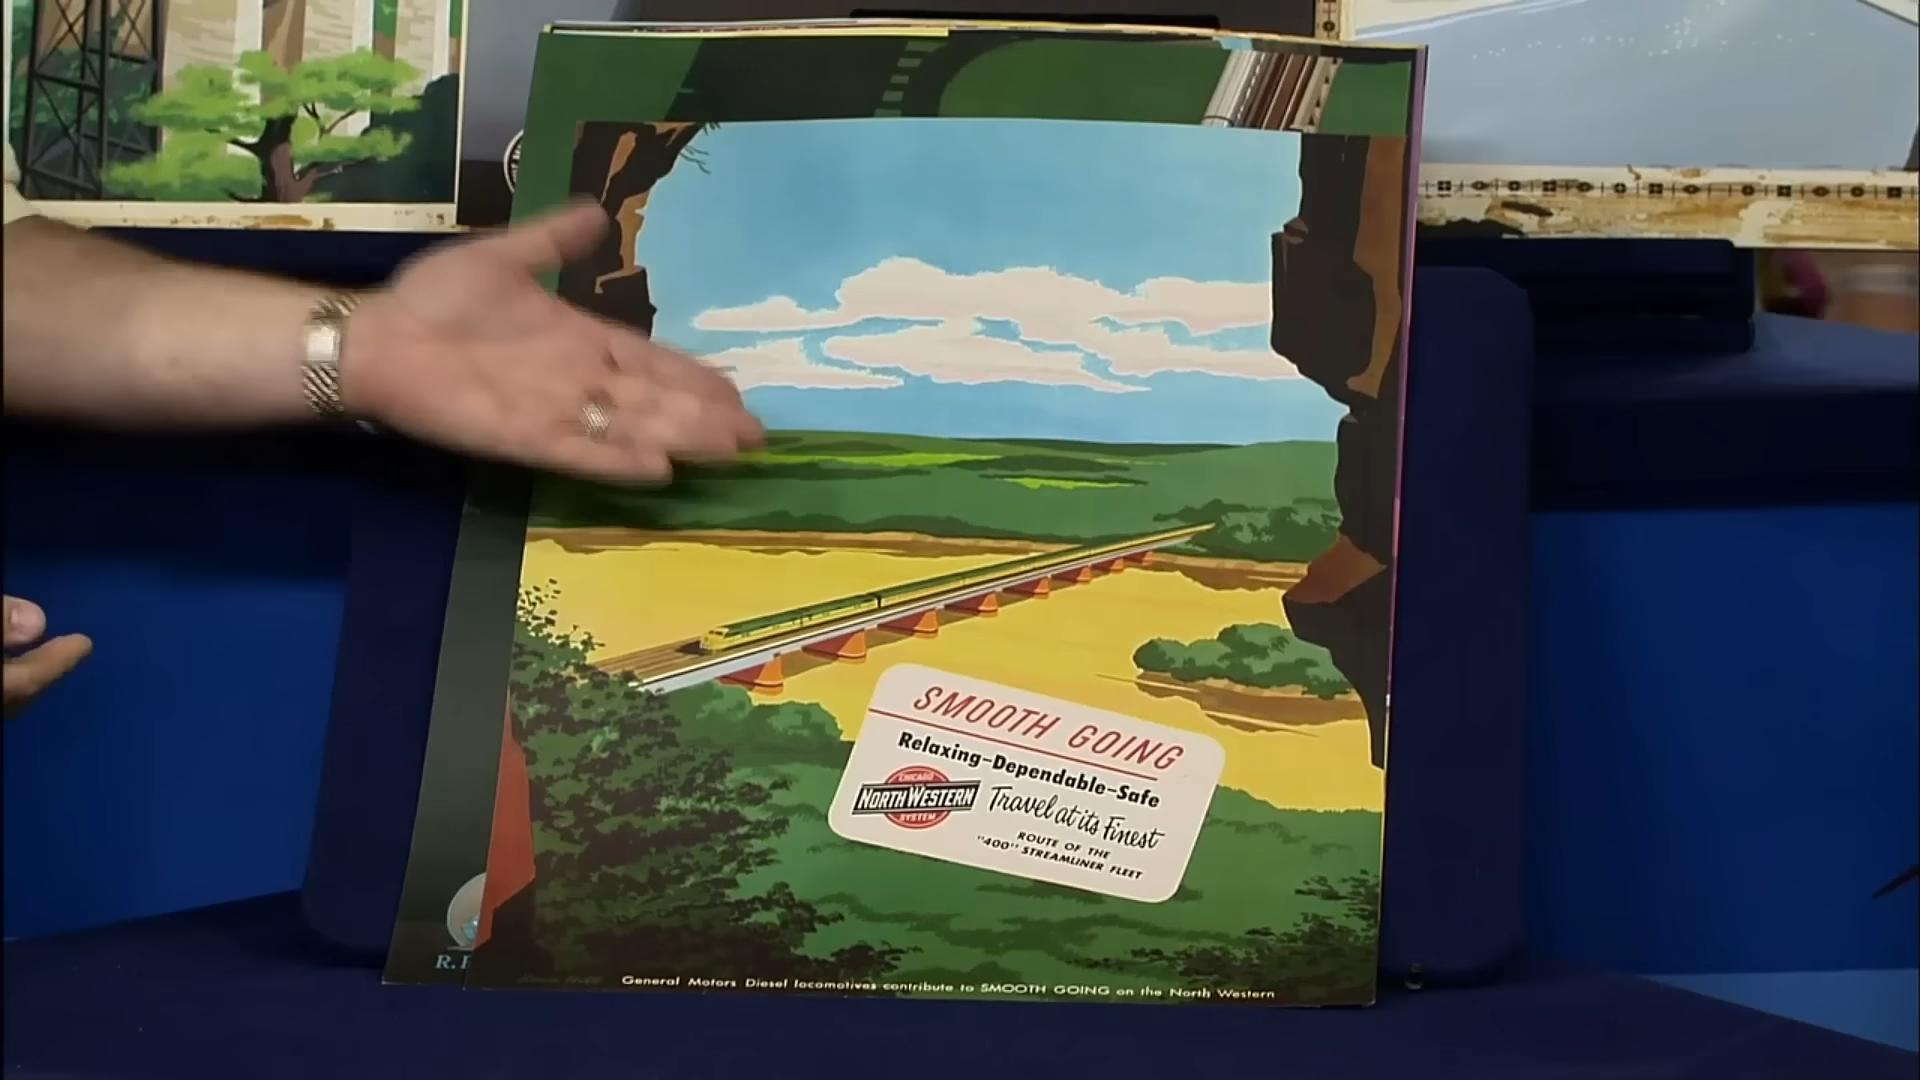 SMOOTH GOING
Relaxing-Dependable-Safe
CHICAGO
NORTH WESTERN
SYSTEM
Travel at its Finest
ROUTE OF THE
"400" STREAMLINER FLEET
R.
General Motors Diesel locomotives contribute to SMOOTH GOING on the North Western